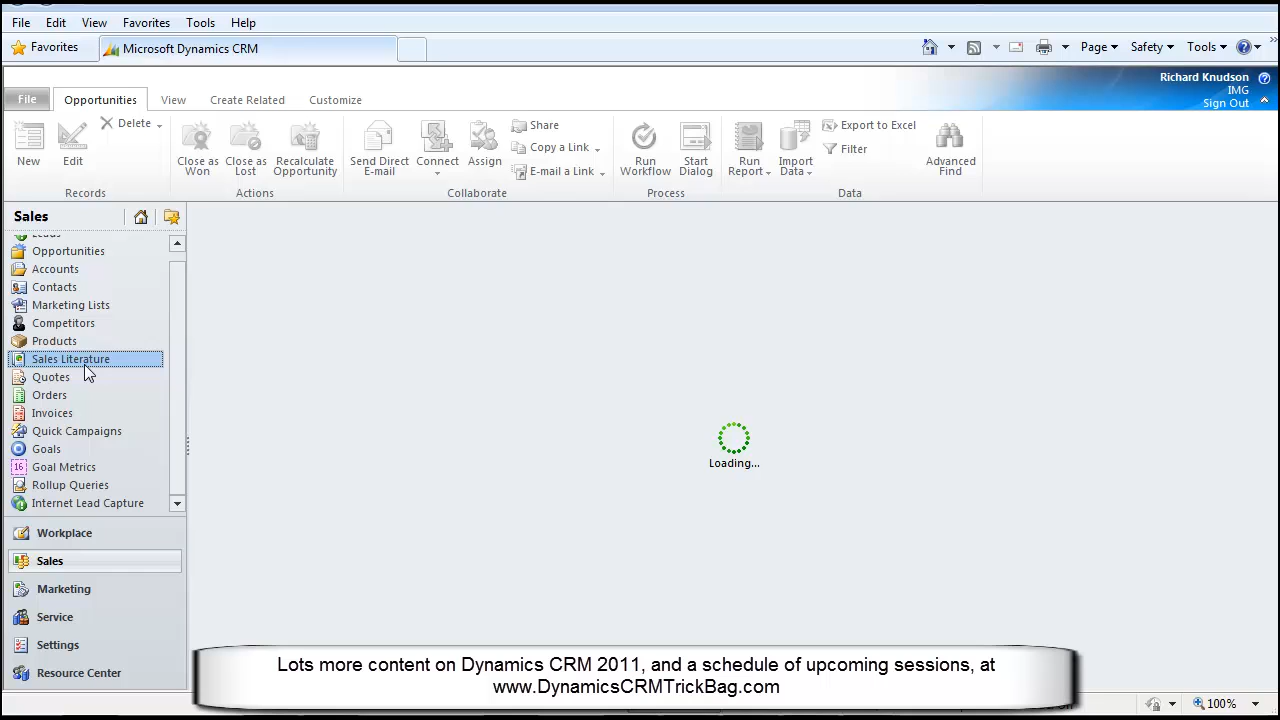 File Edit View Favorites Tools Help
Favorites Microsoft Dynamics CRM Page Safety Tools
Richard Knudson
IMG
Sign Out
File Opportunities View Create Related Customize
New Edit Delete
Close as Won Close as Lost Recalculate Opportunity
Send Direct E-mail Connect Assign Share
Copy a Link
E-mail a Link
Run Workflow Start Dialog
Run Report Import Data Export to Excel
Filter
Advanced Find
Records Actions Collaborate Process Data
Sales
Leads
Opportunities
Accounts
Contacts
Marketing Lists
Competitors
Products
Sales Literature
Quotes
Orders
Invoices
Quick Campaigns
Goals
16 Goal Metrics
Rollup Queries
Internet Lead Capture
Loading...
Workplace
Sales
Marketing
Service
Settings
Resource Center
Lots more content on Dynamics CRM 2011, and a schedule of upcoming sessions, at
www.DynamicsCRMTrickBag.com
100%